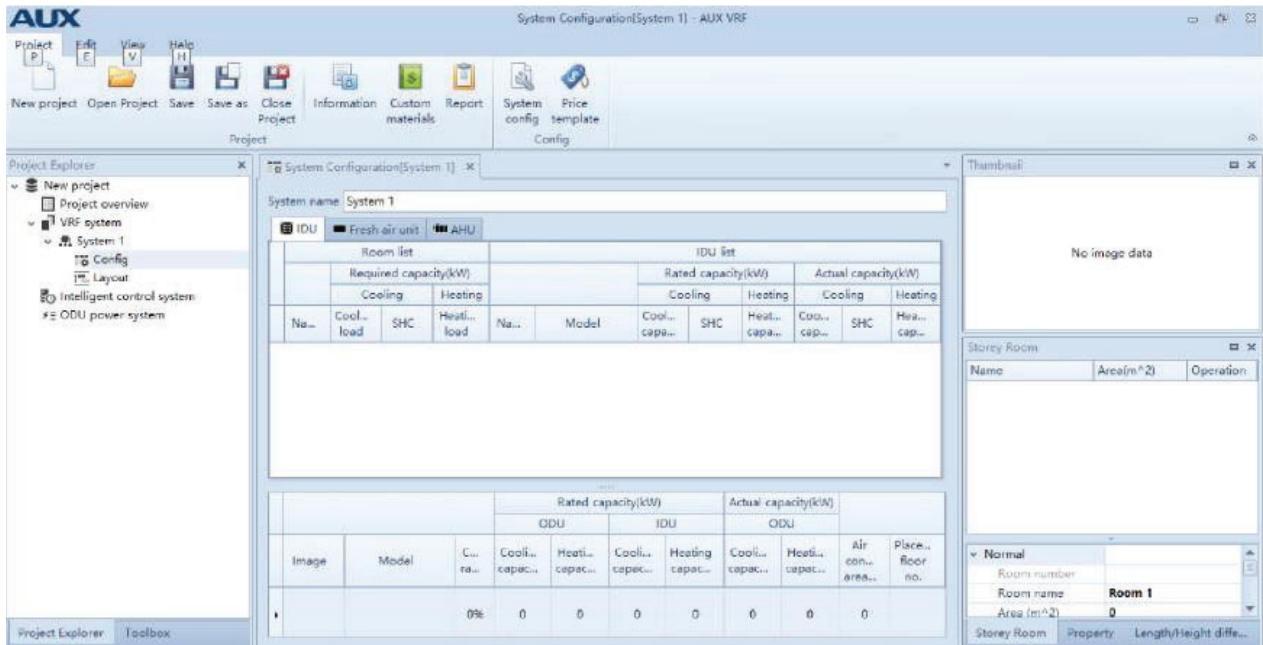 AUX
System Configuration[System 1] - AUX VRF
Project Edit View Help
P E V H
New project Open Project Save Save as Close Project Information Custom materials Report System config Price template
Project Config
Project Explorer
New project
Project overview
VRF system
System 1
Config
Layout
Intelligent control system
ODU power system
Project Explorer Toolbox
System Configuration[System 1]
System name System 1
IDU Fresh air unit AHU
Room list IDU list
Required capacity(kW) Rated capacity(kW) Actual capacity(kW)
Cooling Heating Cooling Heating Cooling Heating
Na... Cool... load SHC Heati... load Na... Model Cool... capa... SHC Heat... capa... Coo... cap... SHC Hea... cap...
Rated capacity(kW) Actual capacity(kW)
ODU IDU ODU
Image Model C... ra... Cooli... capac... Heati... capac... Cooli... capac... Heating capac... Cooli... capac... Heati... capac... Air con... area... Place... floor no.
0% 0 0 0 0 0 0 0
Thumbnail
No image data
Storey Room
Name Area(m^2) Operation
Normal
Room number
Room name Room 1
Area (m^2) 0
Storey Room Property Length/Height diffe...